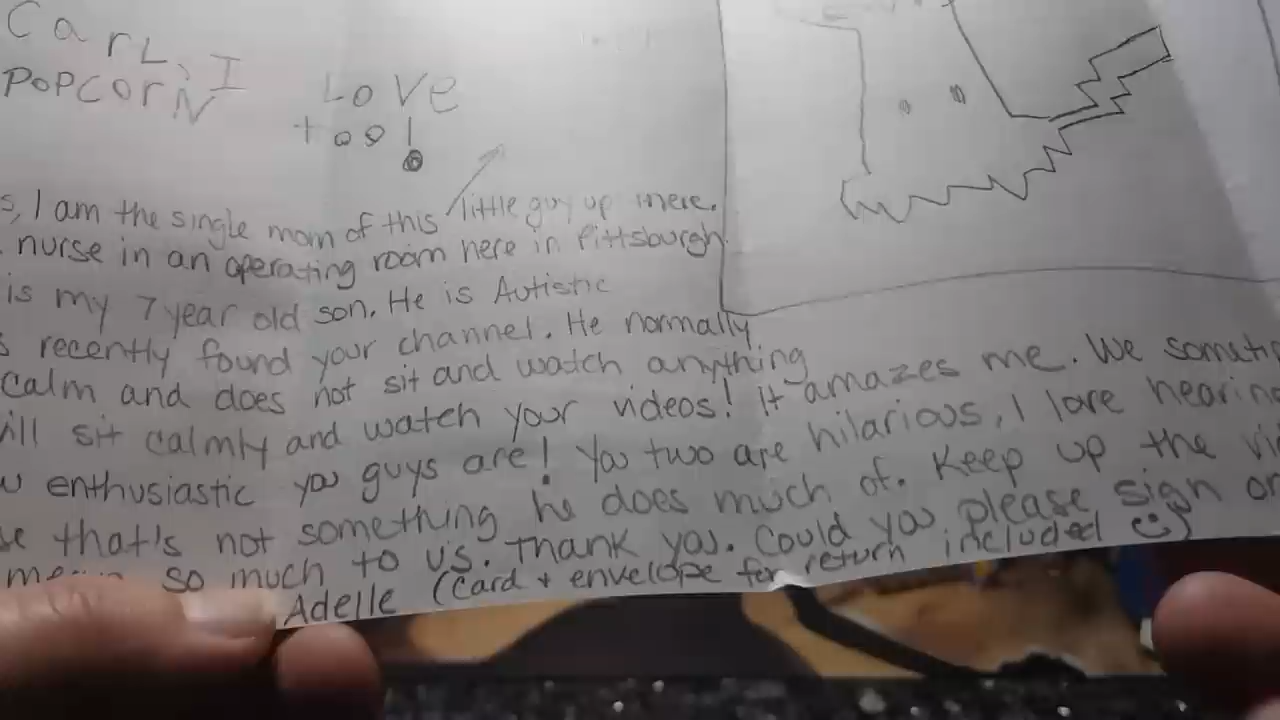 CarL, I
POPCorN
LOVe
too!
s, I am the single mom of this little guy up there.
nurse in an operating room here in Pittsburgh
is my 7 year old son. He is Autistic
s recently found your channel. He normally
calm and does not sit and watch anything
ill sit calmly and watch your videos! It amazes me. We someti
w enthusiastic you guys are! You two are hilarious, I love hearing
se that's not something he does much of. Keep up the vi
mean so much to us. Thank you. Could you please sign or
Adelle (Card + envelope for return included